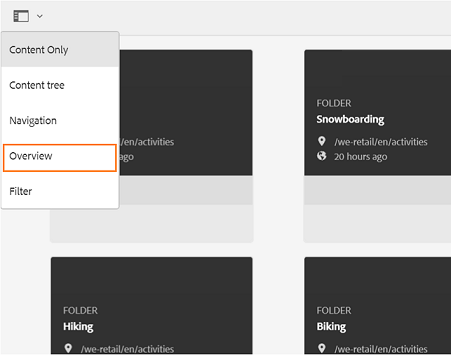 Content Only
Content tree
Navigation
Overview
Filter
/en/activities
ago
FOLDER
Snowboarding
/we-retail/en/activities
20 hours ago
FOLDER
Hiking
/we-retail/en/activities
FOLDER
Biking
/we-retail/en/activities